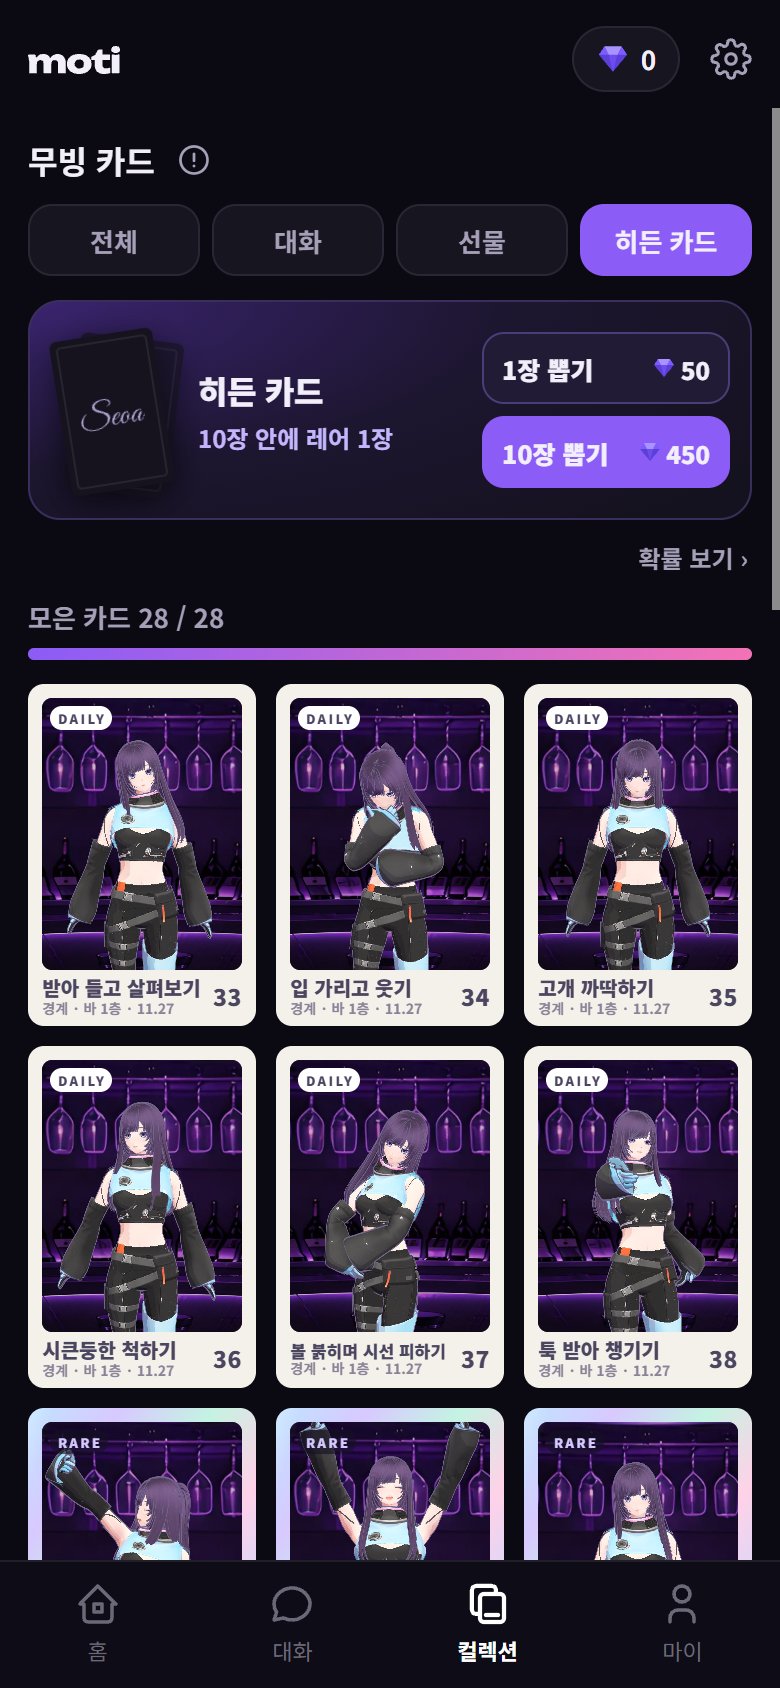 moti
0
무빙 카드
전체 대화 선물 히든 카드
Seoa
히든 카드
10장 안에 레어 1장
1장 뽑기 50
10장 뽑기 450
확률 보기 ›
모은 카드 28 / 28
DAILY DAILY DAILY
받아 들고 살펴보기 33
경계 · 바 1층 · 11.27
입 가리고 웃기 34
경계 · 바 1층 · 11.27
고개 까딱하기 35
경계 · 바 1층 · 11.27
DAILY DAILY DAILY
시큰둥한 척하기 36
경계 · 바 1층 · 11.27
볼 붉히며 시선 피하기 37
경계 · 바 1층 · 11.27
툭 받아 챙기기 38
경계 · 바 1층 · 11.27
RARE RARE RARE
홈 대화 컬렉션 마이